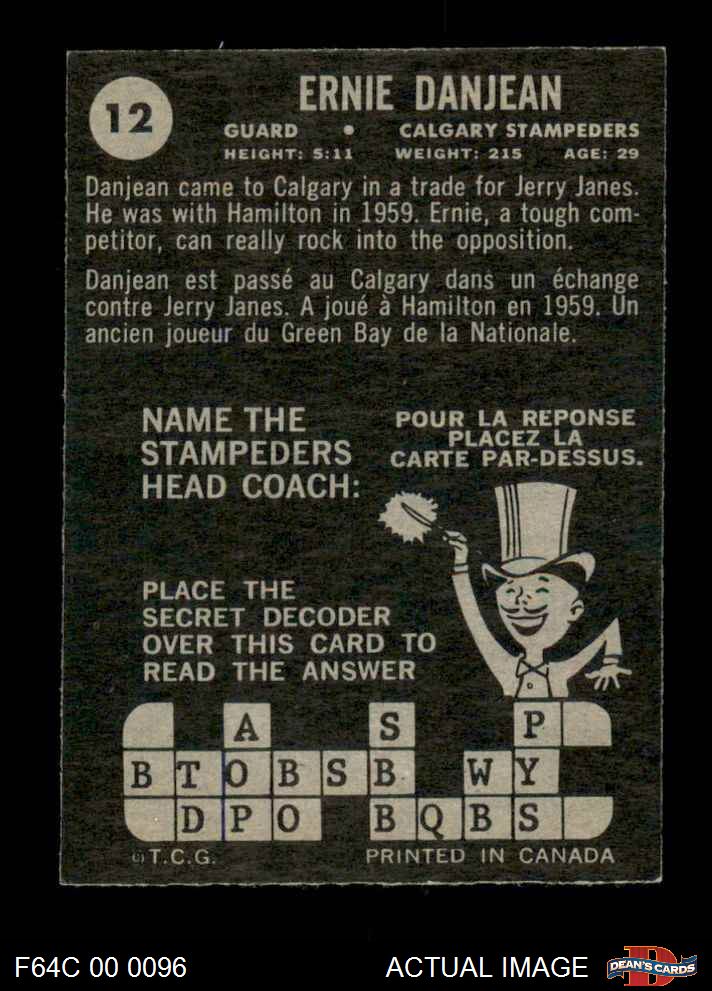 12
ERNIE DANJEAN
GUARD • CALGARY STAMPEDERS
HEIGHT: 5:11 WEIGHT: 215 AGE: 29
Danjean came to Calgary in a trade for Jerry Janes.
He was with Hamilton in 1959. Ernie, a tough com-
petitor, can really rock into the opposition.
Danjean est passé au Calgary dans un échange
contre Jerry Janes. A joué à Hamilton en 1959. Un
ancien joueur du Green Bay de la Nationale.
NAME THE
STAMPEDERS
HEAD COACH:
POUR LA REPONSE
PLACEZ LA
CARTE PAR-DESSUS.
PLACE THE
SECRET DECODER
OVER THIS CARD TO
READ THE ANSWER
A S P
B T O B S B W Y
D P O B Q B S
© T.C.G. PRINTED IN CANADA
F64C 00 0096 ACTUAL IMAGE D DEAN'S CARDS